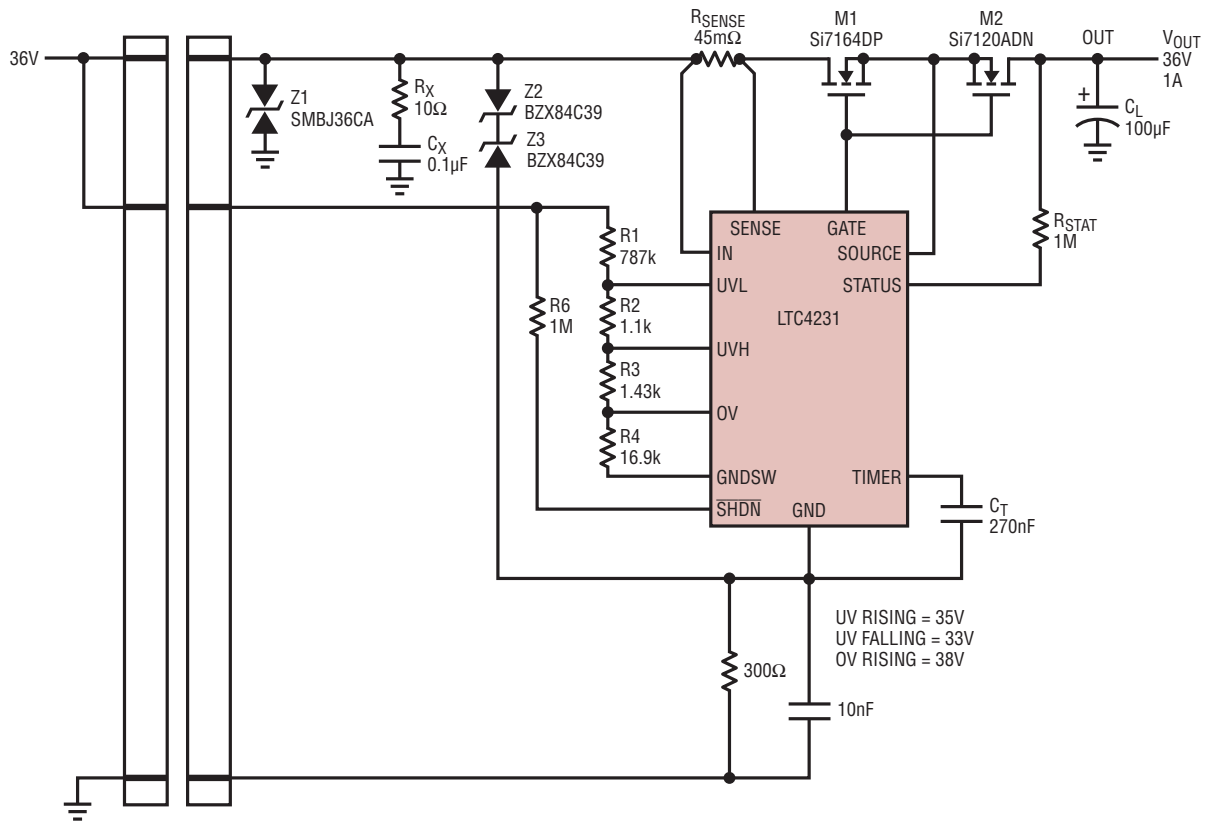 36V
Z1
SMBJ36CA
RX
10Ω
CX
0.1µF
Z2
BZX84C39
Z3
BZX84C39
RSENSE
45mΩ
M1
Si7164DP
M2
Si7120ADN
OUT
VOUT
36V
1A
+
CL
100µF
RSTAT
1M
R1
787k
R2
1.1k
R3
1.43k
R4
16.9k
R6
1M
SENSE
GATE
IN
SOURCE
UVL
STATUS
LTC4231
UVH
OV
GNDSW
TIMER
SHDN
GND
CT
270nF
UV RISING = 35V
UV FALLING = 33V
OV RISING = 38V
300Ω
10nF